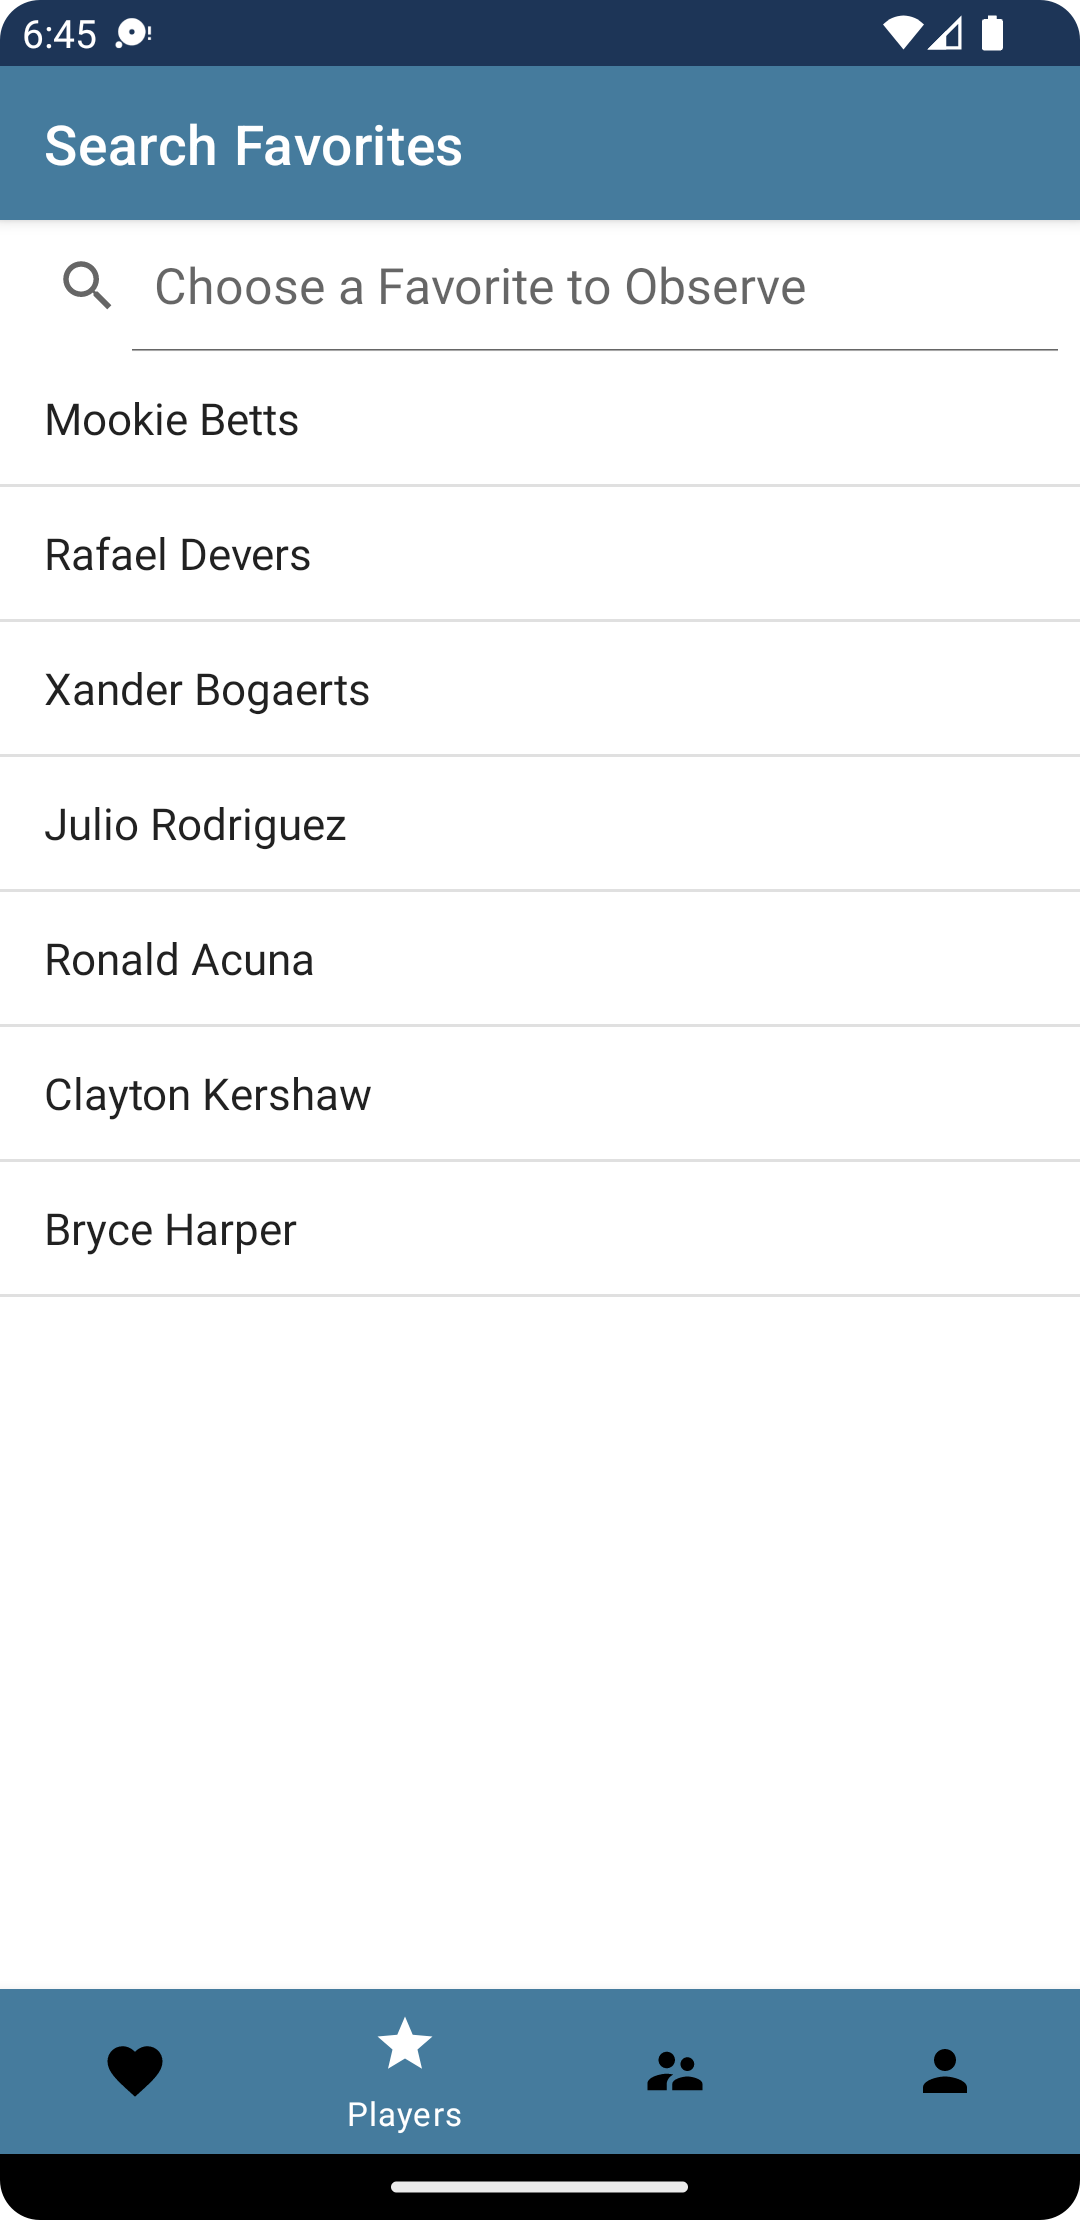 6:45
Search Favorites
Choose a Favorite to Observe
Mookie Betts
Rafael Devers
Xander Bogaerts
Julio Rodriguez
Ronald Acuna
Clayton Kershaw
Bryce Harper
Players